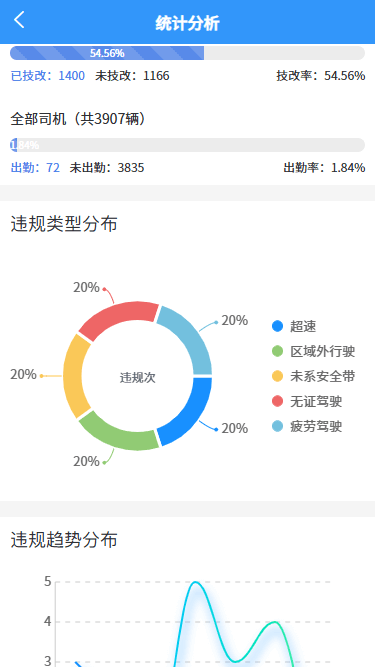 统计分析
54.56%
已技改：1400 未技改：1166 技改率：54.56%
全部司机（共3907辆）
1.84%
出勤：72 未出勤：3835 出勤率：1.84%
违规类型分布
20%
20%
20%
20%
20%
违规次
超速
区域外行驶
未系安全带
无证驾驶
疲劳驾驶
违规趋势分布
5
4
3